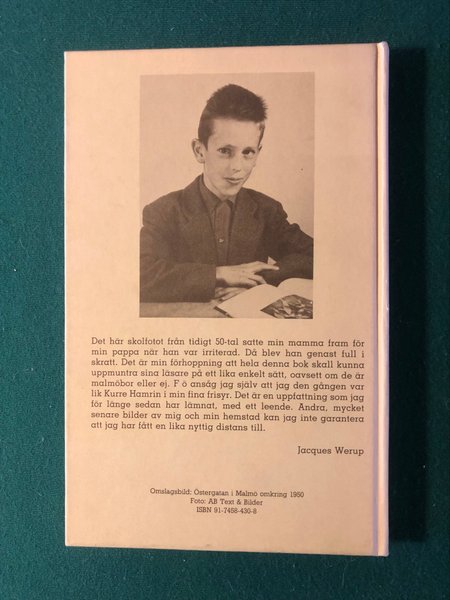 Det här skolfotot från tidigt 50-tal satte min mamma fram för
min pappa när han var irriterad. Då blev han genast full i
skratt. Det är min förhoppning att hela denna bok skall kunna
uppmuntra sina läsare på ett lika enkelt sätt, oavsett om de är
malmöbor eller ej. F ö ansåg jag själv att jag den gången var
lik Kurre Hamrin i min fina frisyr. Det är en uppfattning som jag
för länge sedan har lämnat, med ett leende. Andra, mycket
senare bilder av mig och min hemstad kan jag inte garantera
att jag har fått en lika nyttig distans till.
Jacques Werup
Omslagsbild: Östergatan i Malmö omkring 1950
Foto: AB Text & Bilder
ISBN 91-7458-430-8